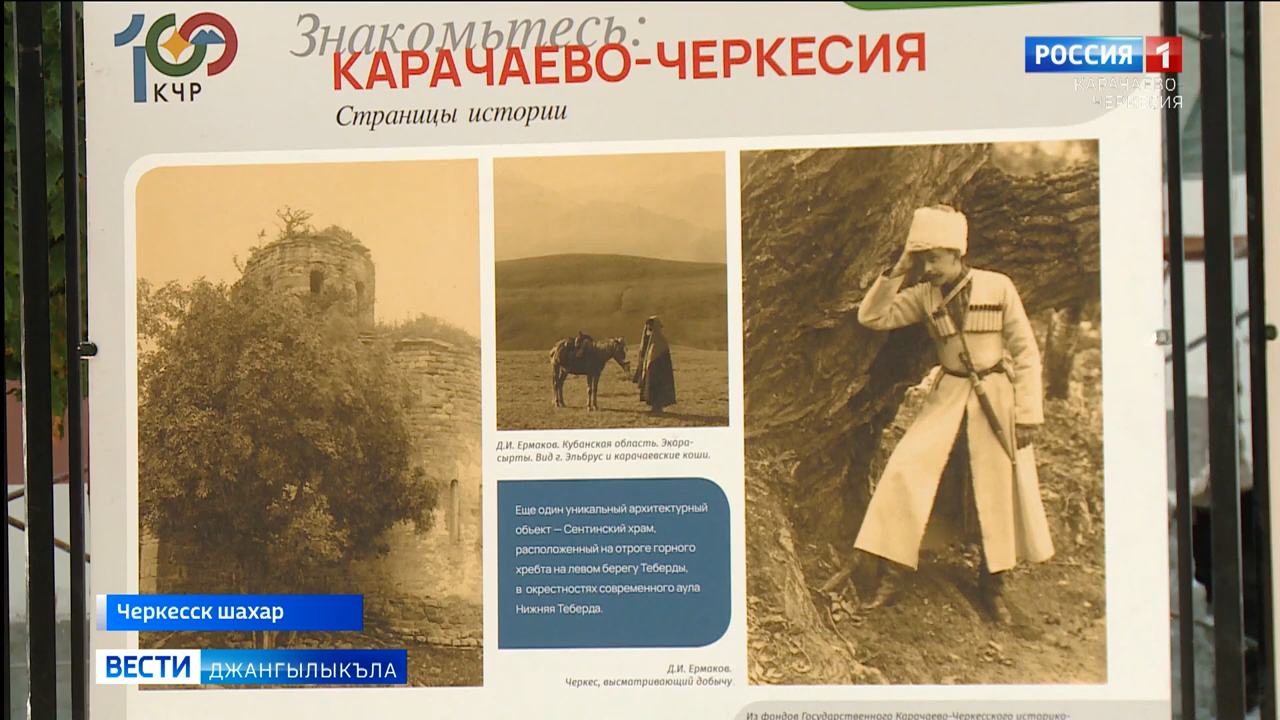 100
КЧР
Знакомьтесь:
КАРАЧАЕВО-ЧЕРКЕСИЯ
Страницы истории
РОССИЯ 1
КАРАЧАЕВО-
ЧЕРКЕСИЯ
Д.И. Ермаков. Кубанская область. Экара-
сырты. Вид г. Эльбрус и карачаевские коши.
Еще один уникальный архитектурный
объект — Сентинский храм,
расположенный на отроге горного
хребта на левом берегу Теберды,
в окрестностях современного аула
Нижняя Теберда.
Д.И. Ермаков.
Черкес, высматривающий добычу.
Из фондов Государственного Карачаево-Черкесского историко-
Черкесск шахар
ВЕСТИ ДЖАНГЫЛЫКЪЛА